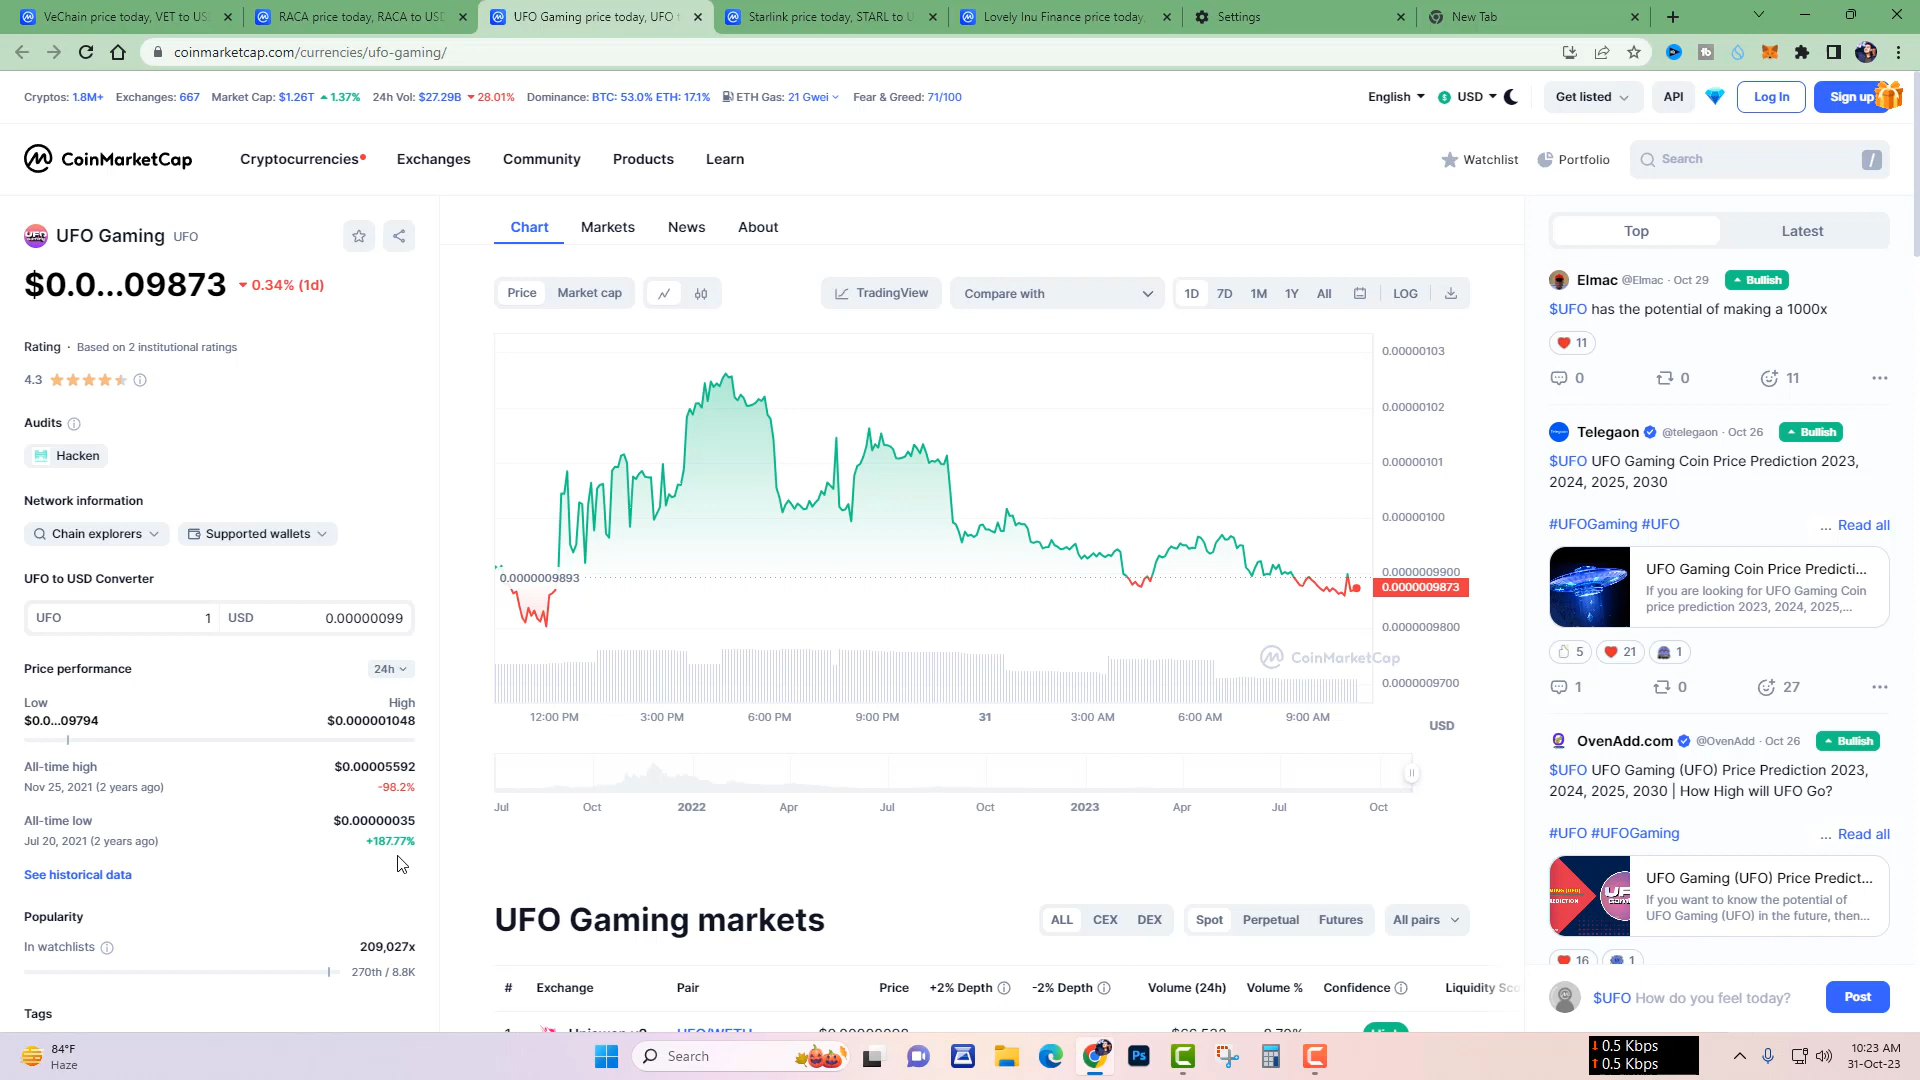 VeChain price today, VET to US
RACA price today, RACA to USD
UFO Gaming price today, UFO t
Starlink price today, STARL to U
Lovely Inu Finance price today,
Settings
New Tab
coinmarketcap.com/currencies/ufo-gaming/
Cryptos: 1.8M+ Exchanges: 667 Market Cap: $1.26T 1.37% 24h Vol: $27.29B 28.01% Dominance: BTC: 53.0% ETH: 17.1% ETH Gas: 21 Gwei Fear & Greed: 71/100
English USD Get listed API Log In Sign up
CoinMarketCap Cryptocurrencies Exchanges Community Products Learn
Watchlist Portfolio Search /
UFO Gaming UFO
$0.0...09873 0.34% (1d)
Rating · Based on 2 institutional ratings
4.3
Audits
Hacken
Network information
Chain explorers Supported wallets
UFO to USD Converter
UFO 1 USD 0.00000099
Price performance 24h
Low High
$0.0...09794 $0.000001048
All-time high $0.00005592
Nov 25, 2021 (2 years ago) -98.2%
All-time low $0.00000035
Jul 20, 2021 (2 years ago) +187.77%
See historical data
Popularity
In watchlists 209,027x
270th / 8.8K
Tags
Chart Markets News About
Price Market cap TradingView Compare with 1D 7D 1M 1Y All LOG
0.00000103
0.00000102
0.00000101
0.00000100
0.0000009900
0.0000009873
0.0000009893
0.0000009800
0.0000009700
CoinMarketCap
12:00 PM 3:00 PM 6:00 PM 9:00 PM 31 3:00 AM 6:00 AM 9:00 AM
USD
Jul Oct 2022 Apr Jul Oct 2023 Apr Jul Oct
UFO Gaming markets
ALL CEX DEX Spot Perpetual Futures All pairs
# Exchange Pair Price +2% Depth -2% Depth Volume (24h) Volume % Confidence Liquidity Sco
Top Latest
Elmac @Elmac · Oct 29 Bullish
$UFO has the potential of making a 1000x
11
0 0 11
Telegaon @telegaon · Oct 26 Bullish
$UFO UFO Gaming Coin Price Prediction 2023,
2024, 2025, 2030
#UFOGaming #UFO ... Read all
UFO Gaming Coin Price Predicti...
If you are looking for UFO Gaming Coin
price prediction 2023, 2024, 2025,...
5 21 1
1 0 27
OvenAdd.com @OvenAdd · Oct 26 Bullish
$UFO UFO Gaming (UFO) Price Prediction 2023,
2024, 2025, 2030 | How High will UFO Go?
#UFO #UFOGaming ... Read all
UFO Gaming (UFO) Price Predict...
If you want to know the potential of
UFO Gaming (UFO) in the future, then...
16 1
$UFO How do you feel today? Post
84°F
Haze
Search
Ps
0.5 Kbps
0.5 Kbps
10:23 AM
31-Oct-23